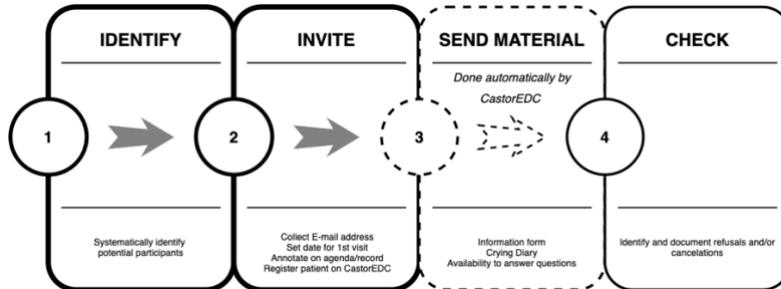 IDENTIFY
INVITE
SEND MATERIAL
CHECK
Done automatically by
CastorEDC
1
2
3
4
Systematically identify
potential participants
Collect E-mail address
Set date for 1st visit
Annotate on agenda/record
Register patient on CastorEDC
Information form
Crying Diary
Availability to answer questions
Identify and document refusals and/or
cancelations